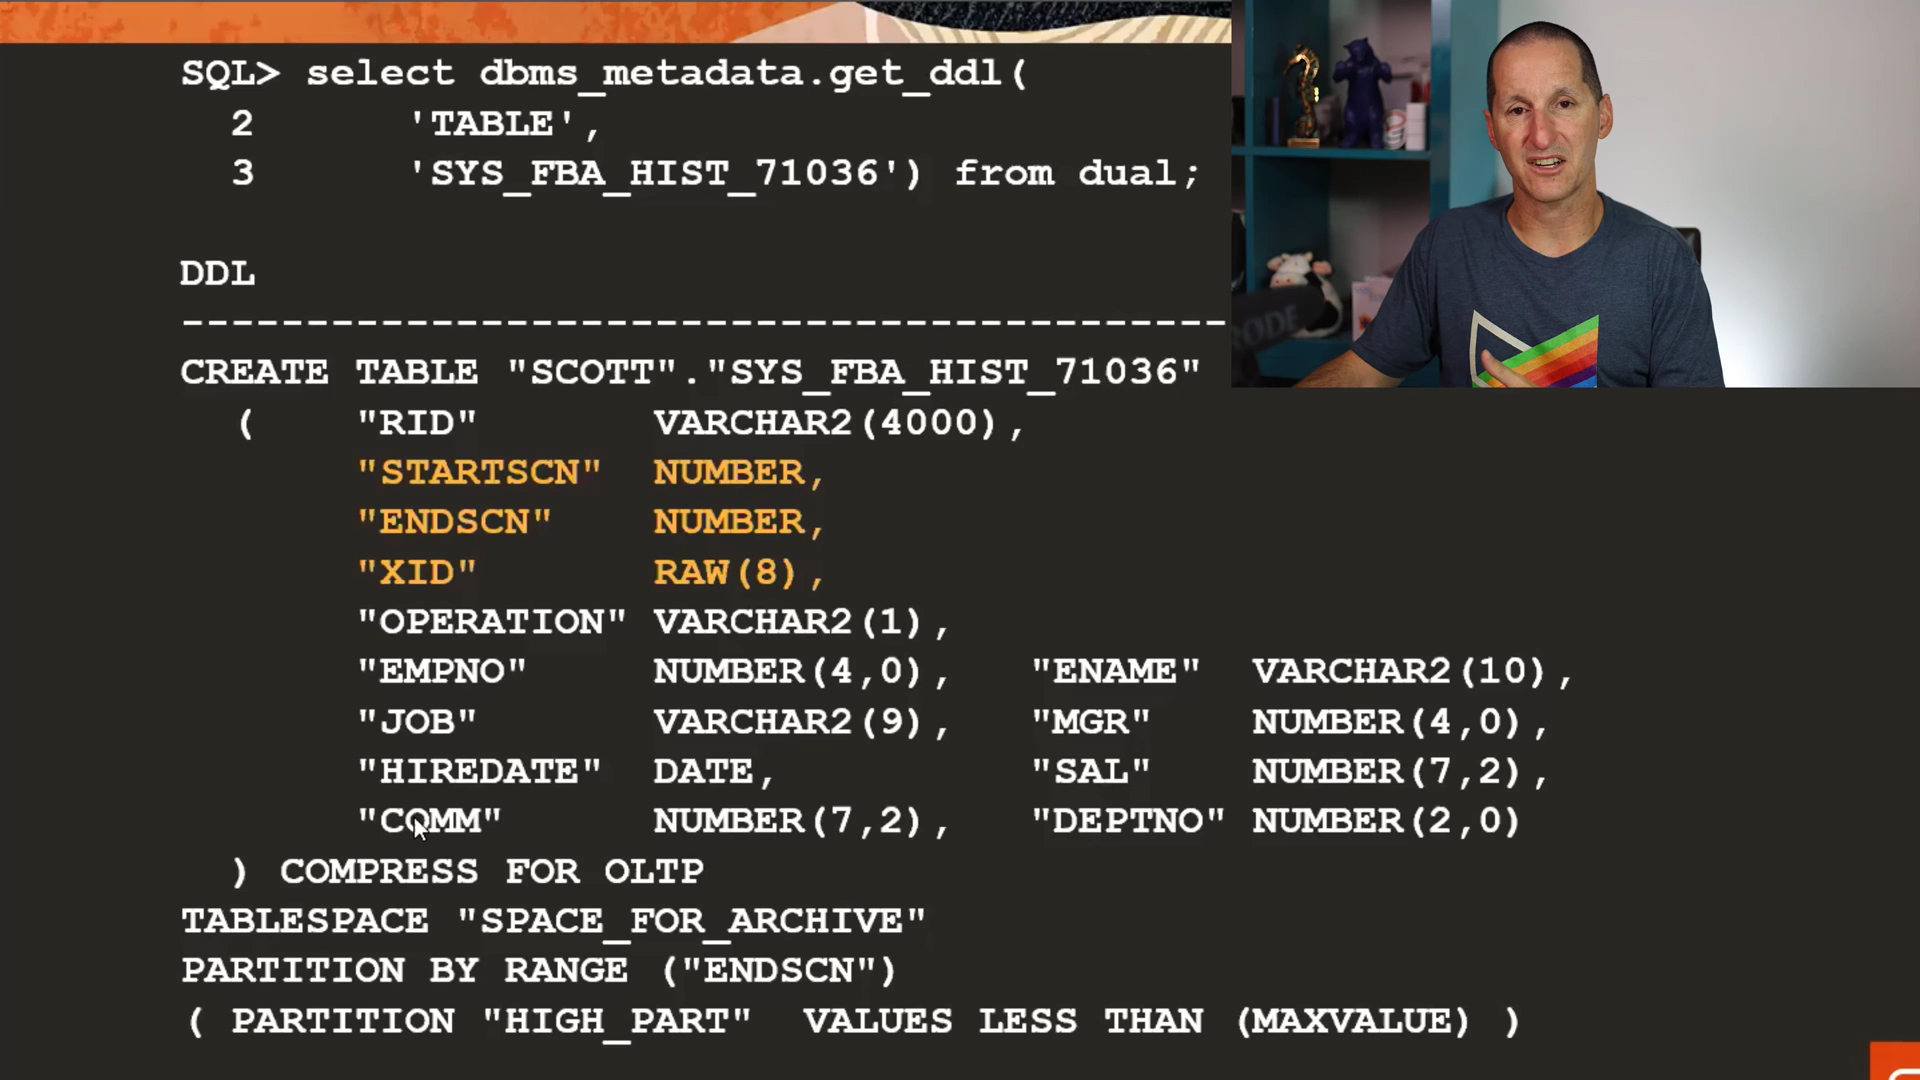 SQL> select dbms_metadata.get_ddl(
2 'TABLE',
3 'SYS_FBA_HIST_71036') from dual;
DDL
------------------------------------------
CREATE TABLE "SCOTT"."SYS_FBA_HIST_71036"
( "RID" VARCHAR2(4000),
"STARTSCN" NUMBER,
"ENDSCN" NUMBER,
"XID" RAW(8),
"OPERATION" VARCHAR2(1),
"EMPNO" NUMBER(4,0), "ENAME" VARCHAR2(10),
"JOB" VARCHAR2(9), "MGR" NUMBER(4,0),
"HIREDATE" DATE, "SAL" NUMBER(7,2),
"COMM" NUMBER(7,2), "DEPTNO" NUMBER(2,0)
) COMPRESS FOR OLTP
TABLESPACE "SPACE_FOR_ARCHIVE"
PARTITION BY RANGE ("ENDSCN")
( PARTITION "HIGH_PART" VALUES LESS THAN (MAXVALUE) )
RODE